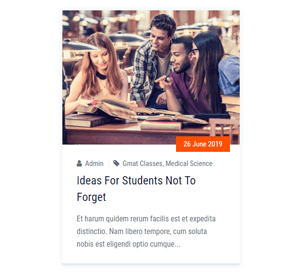 26 June 2019
Admin Gmat Classes, Medical Science
Ideas For Students Not To
Forget
Et harum quidem rerum facilis est et expedita
distinctio. Nam libero tempore, cum soluta
nobis est eligendi optio cumque...